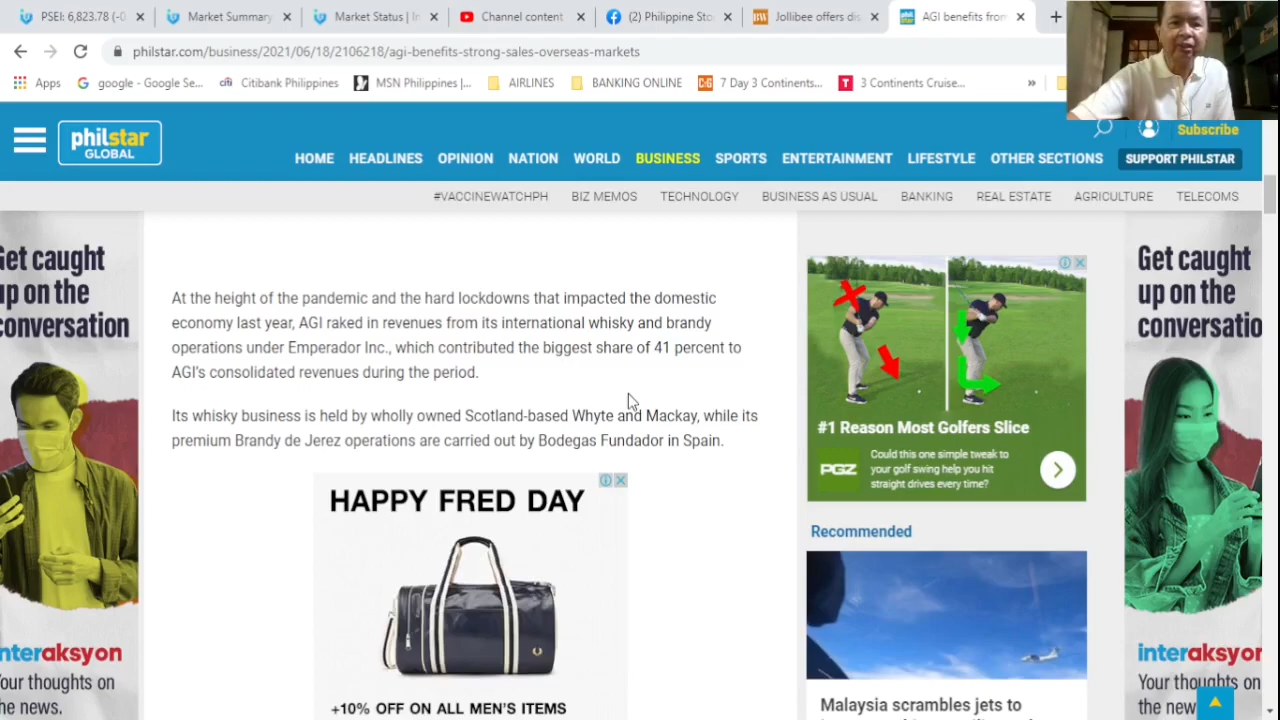 PSEI: 6,823.78 (-0
Market Summary
Market Status | In
Channel content
(2) Philippine Sto
Jollibee offers dis
AGI benefits from
philstar.com/business/2021/06/18/2106218/agi-benefits-strong-sales-overseas-markets
Apps
google - Google Se...
Citibank Philippines
MSN Philippines |...
AIRLINES
BANKING ONLINE
7 Day 3 Continents...
3 Continents Cruise...
»
philstar
GLOBAL
Subscribe
HOME HEADLINES OPINION NATION WORLD BUSINESS SPORTS ENTERTAINMENT LIFESTYLE OTHER SECTIONS SUPPORT PHILSTAR
#VACCINEWATCHPH BIZ MEMOS TECHNOLOGY BUSINESS AS USUAL BANKING REAL ESTATE AGRICULTURE TELECOMS
Get caught
up on the
conversation
interaksyon
Your thoughts on
the news.
At the height of the pandemic and the hard lockdowns that impacted the domestic
economy last year, AGI raked in revenues from its international whisky and brandy
operations under Emperador Inc., which contributed the biggest share of 41 percent to
AGI's consolidated revenues during the period.
Its whisky business is held by wholly owned Scotland-based Whyte and Mackay, while its
premium Brandy de Jerez operations are carried out by Bodegas Fundador in Spain.
HAPPY FRED DAY
+10% OFF ON ALL MEN'S ITEMS
#1 Reason Most Golfers Slice
PGZ
Could this one simple tweak to
your golf swing help you hit
straight drives every time?
Recommended
Malaysia scrambles jets to
Get caught
up on the
conversatio
interaksyor
Your thoughts on
the news.